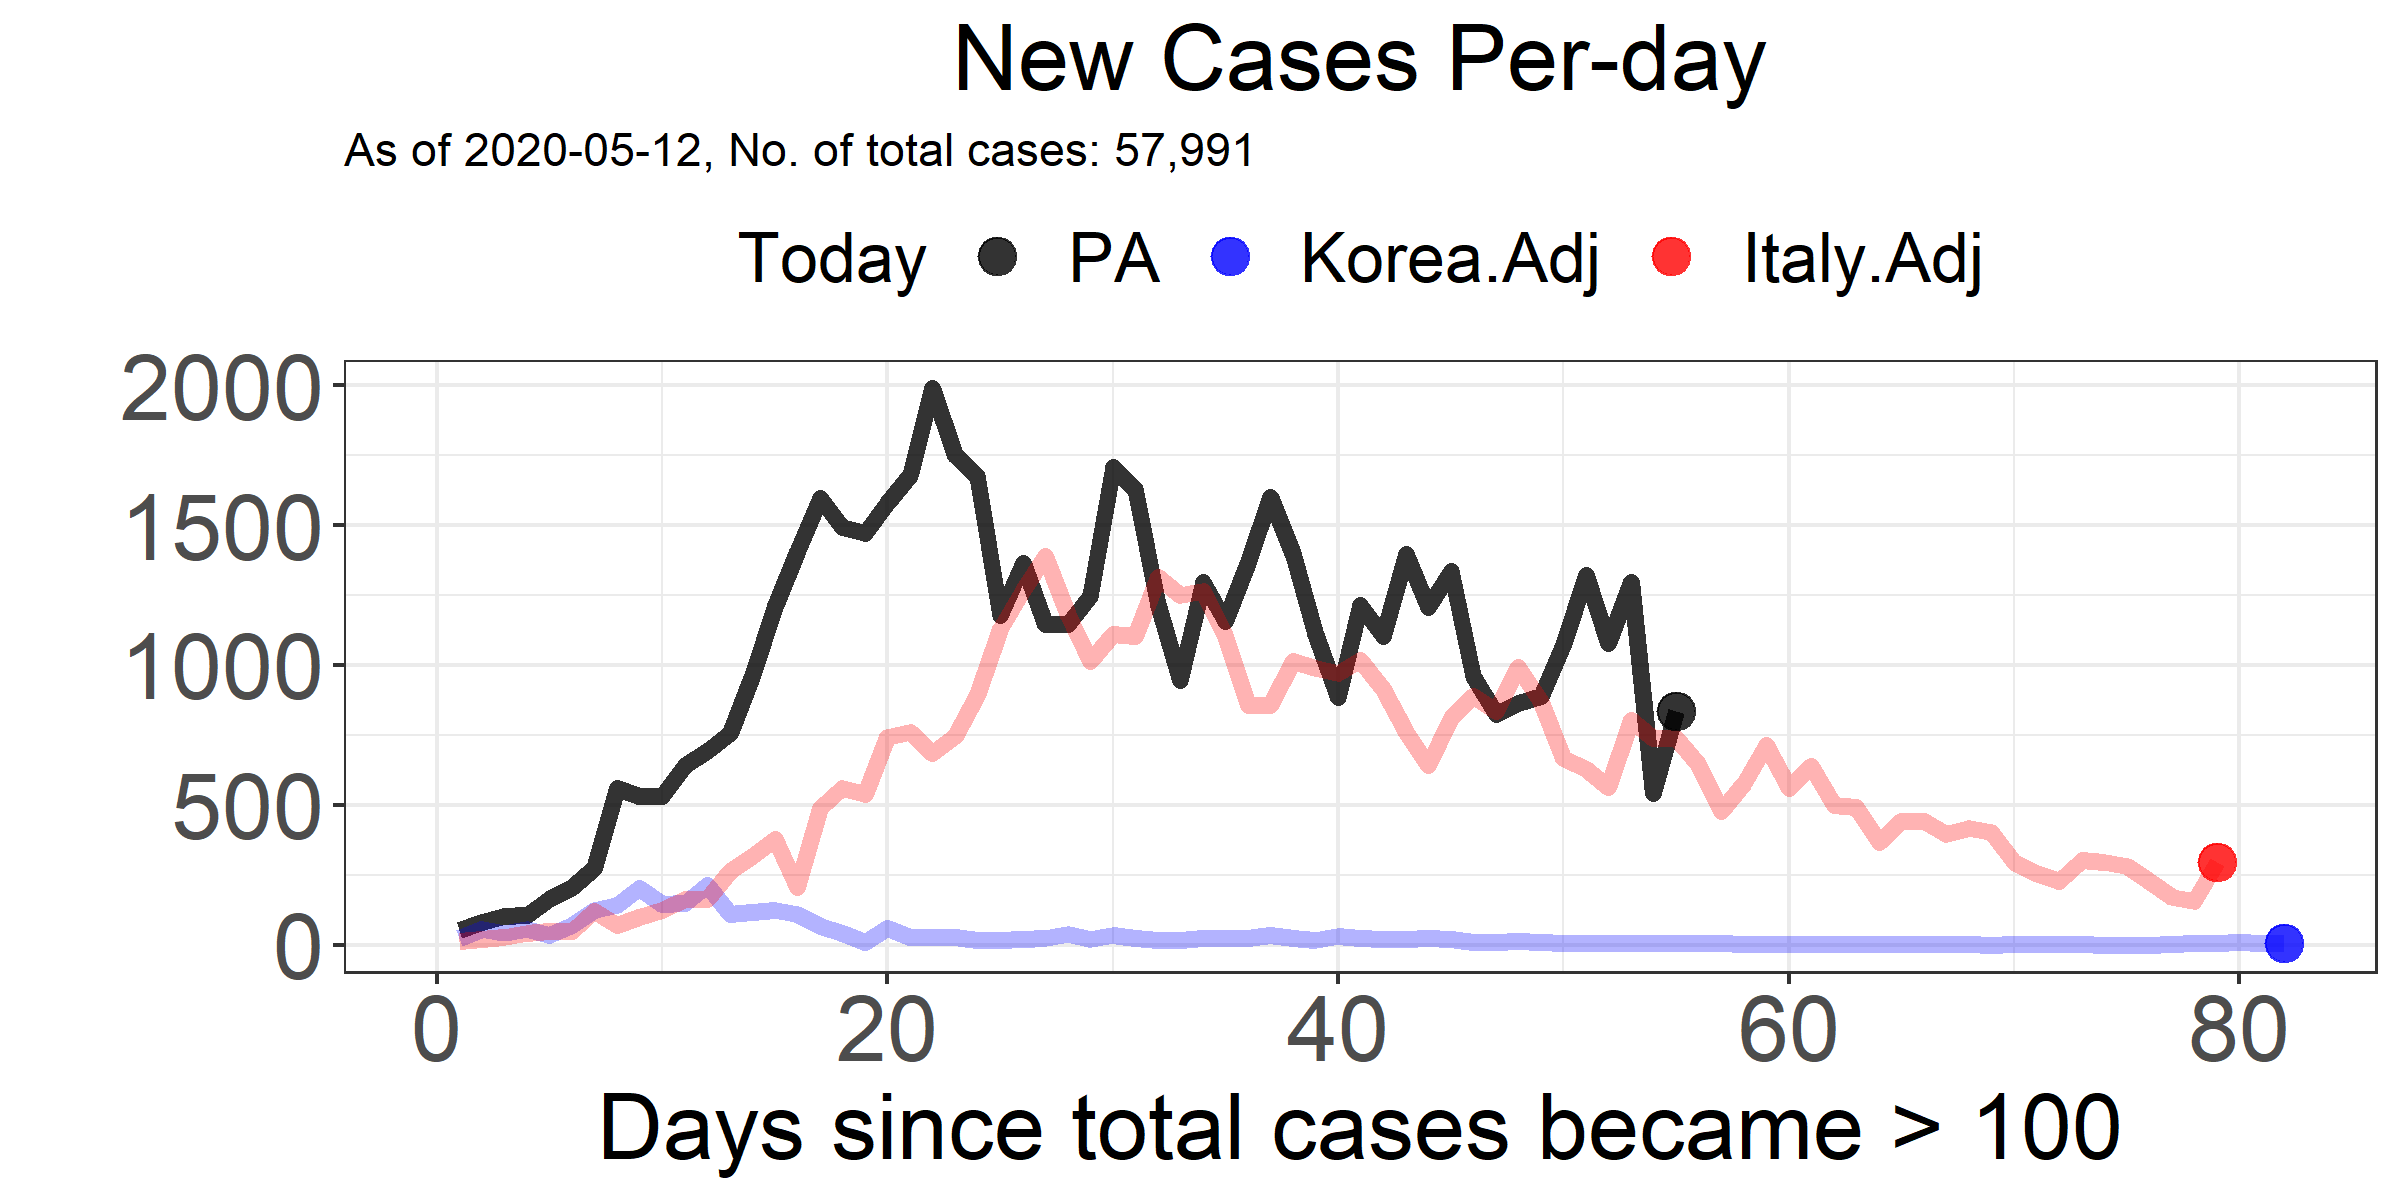 New Cases Per-day
As of 2020-05-12, No. of total cases: 57,991
Today PA Korea.Adj Italy.Adj
2000
1500
1000
500
0
0 20 40 60 80
Days since total cases became > 100